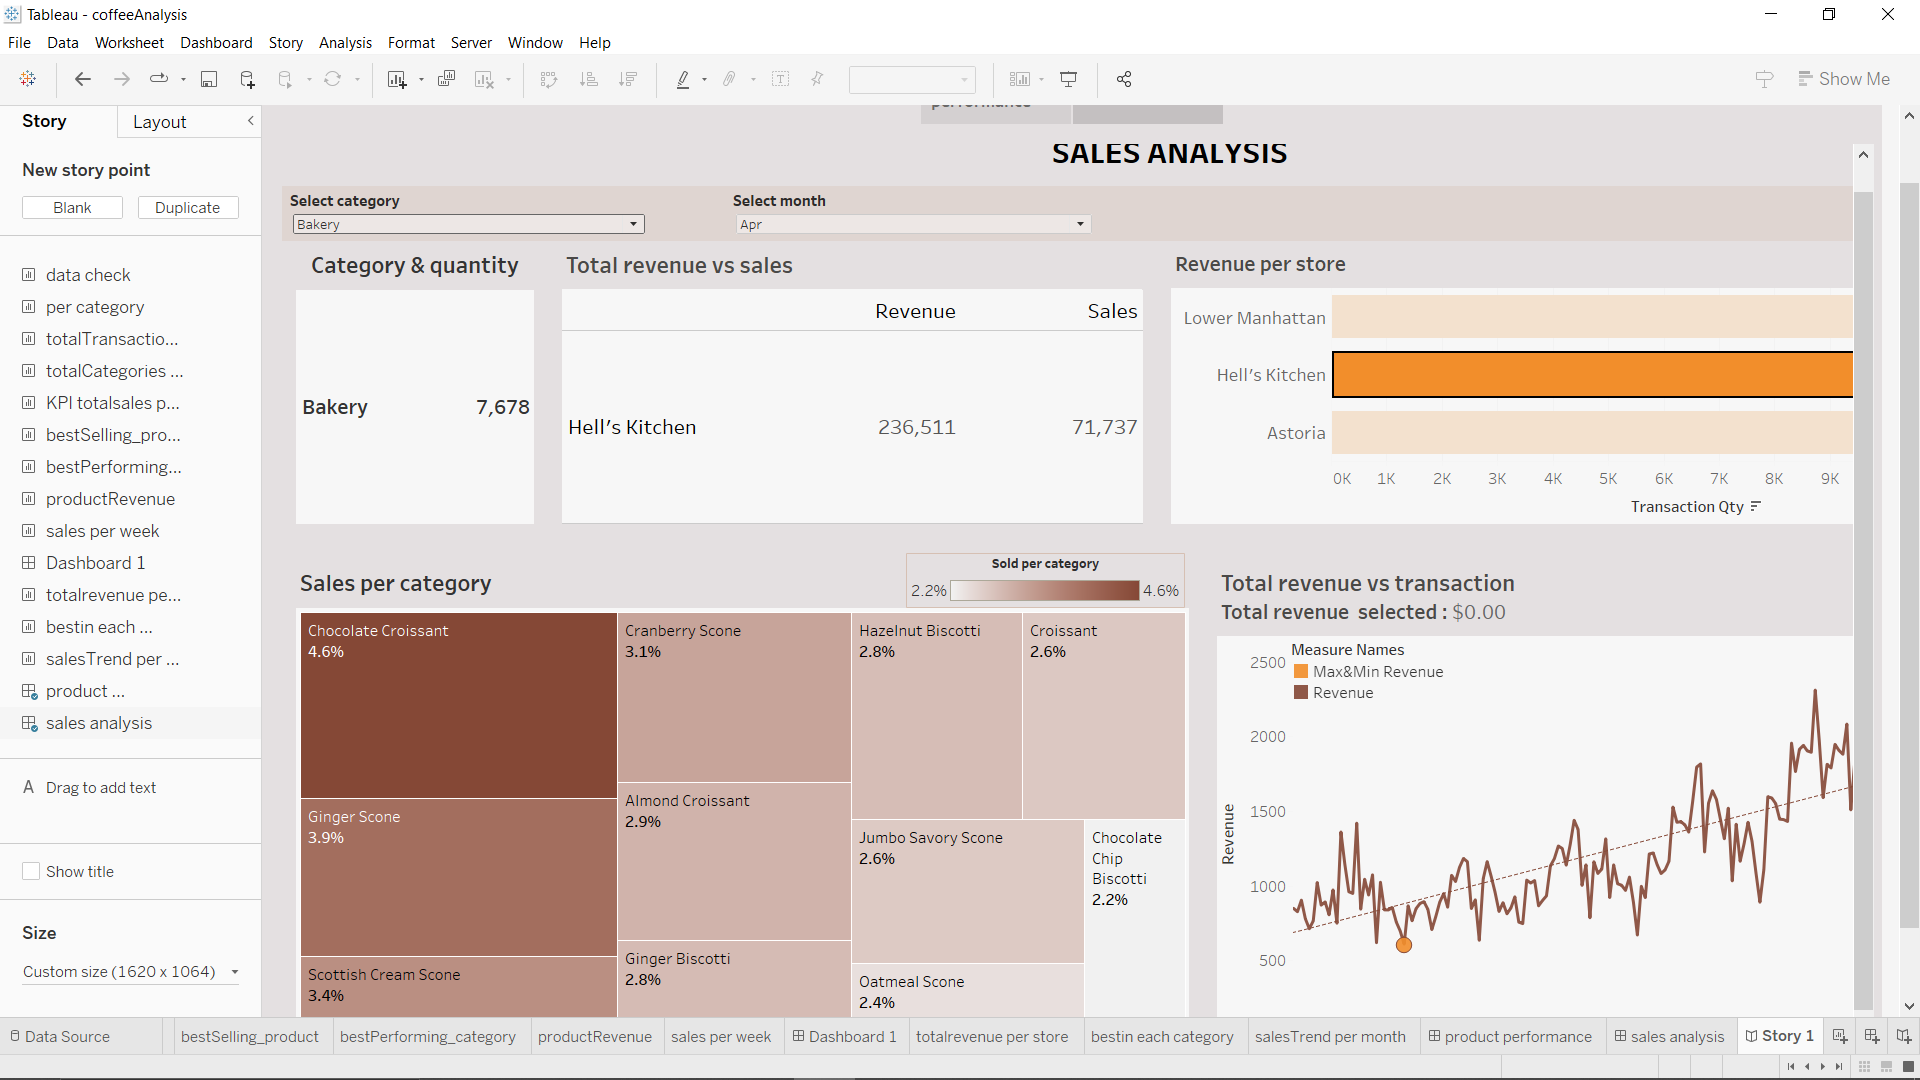 Tableau - coffeeAnalysis
File Data Worksheet Dashboard Story Analysis Format Server Window Help
Show Me
Story Layout
New story point
Blank Duplicate
data check
per category
totalTransactio...
totalCategories ...
KPI totalsales p...
bestSelling_pro...
bestPerforming...
productRevenue
sales per week
Dashboard 1
totalrevenue pe...
bestin each ...
salesTrend per ...
product ...
sales analysis
A Drag to add text
Show title
Size
Custom size (1620 x 1064)
performance
SALES ANALYSIS
Select category
Bakery
Select month
Apr
Category & quantity
Bakery 7,678
Total revenue vs sales
Revenue Sales
Hell's Kitchen 236,511 71,737
Revenue per store
Lower Manhattan
Hell's Kitchen
Astoria
0K 1K 2K 3K 4K 5K 6K 7K 8K 9K
Transaction Qty
Sales per category
Sold per category
2.2% 4.6%
Chocolate Croissant
4.6%
Ginger Scone
3.9%
Scottish Cream Scone
3.4%
Cranberry Scone
3.1%
Almond Croissant
2.9%
Ginger Biscotti
2.8%
Hazelnut Biscotti
2.8%
Croissant
2.6%
Jumbo Savory Scone
2.6%
Oatmeal Scone
2.4%
Chocolate
Chip
Biscotti
2.2%
Total revenue vs transaction
Total revenue selected : $0.00
Measure Names
Max&Min Revenue
Revenue
2500
2000
1500
1000
500
Revenue
Data Source bestSelling_product bestPerforming_category productRevenue sales per week Dashboard 1 totalrevenue per store bestin each category salesTrend per month product performance sales analysis Story 1